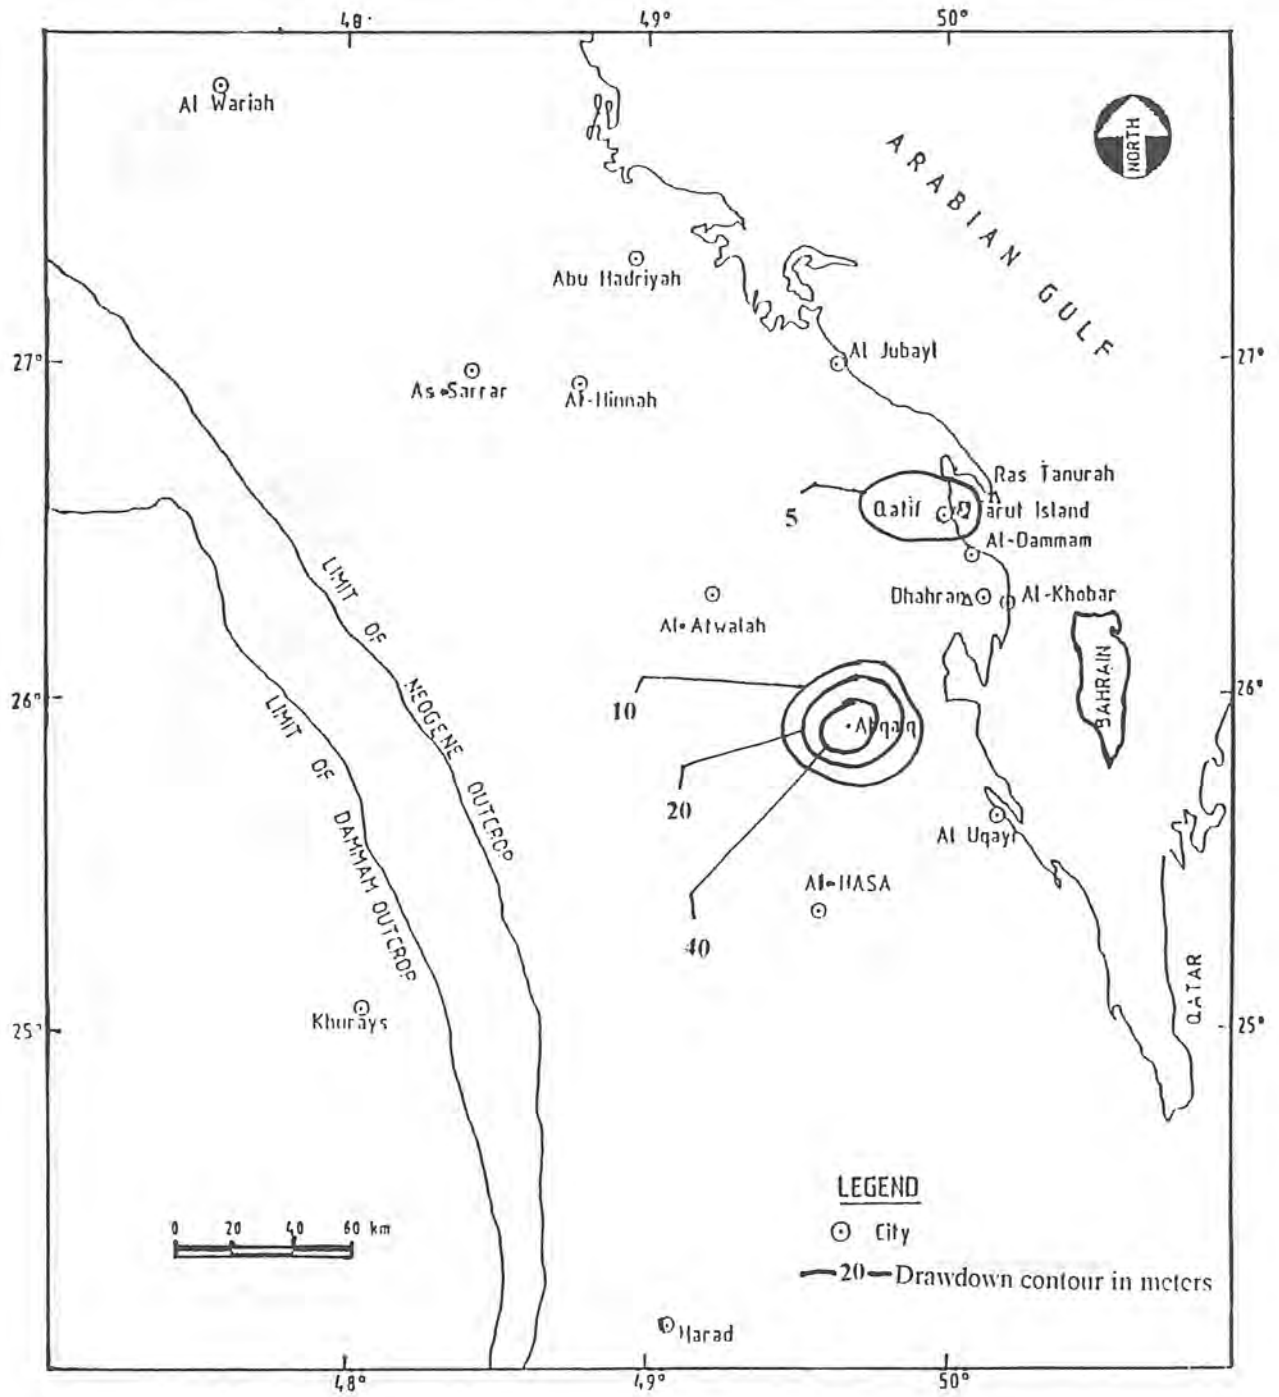 48°
49°
50°
Al Wariah
NORTH
ARABIAN GULF
Abu Hadriyah
27°
27°
Al Jubayl
As-Sarrar
Al-Hinnah
Ras Tanurah
5
Qatif
Tarut Island
Al-Dammam
Dhahran
Al-Khobar
LIMIT OF NEOGENE OUTCROP
Al-Atwalah
26°
26°
BAHRAIN
10
Abqaiq
LIMIT OF DAMMAM OUTCROP
20
Al Uqayr
Al-HASA
40
QATAR
Khurays
25°
25°
LEGEND
0 20 40 60 km
City
20 Drawdown contour in meters
Harad
48°
49°
50°